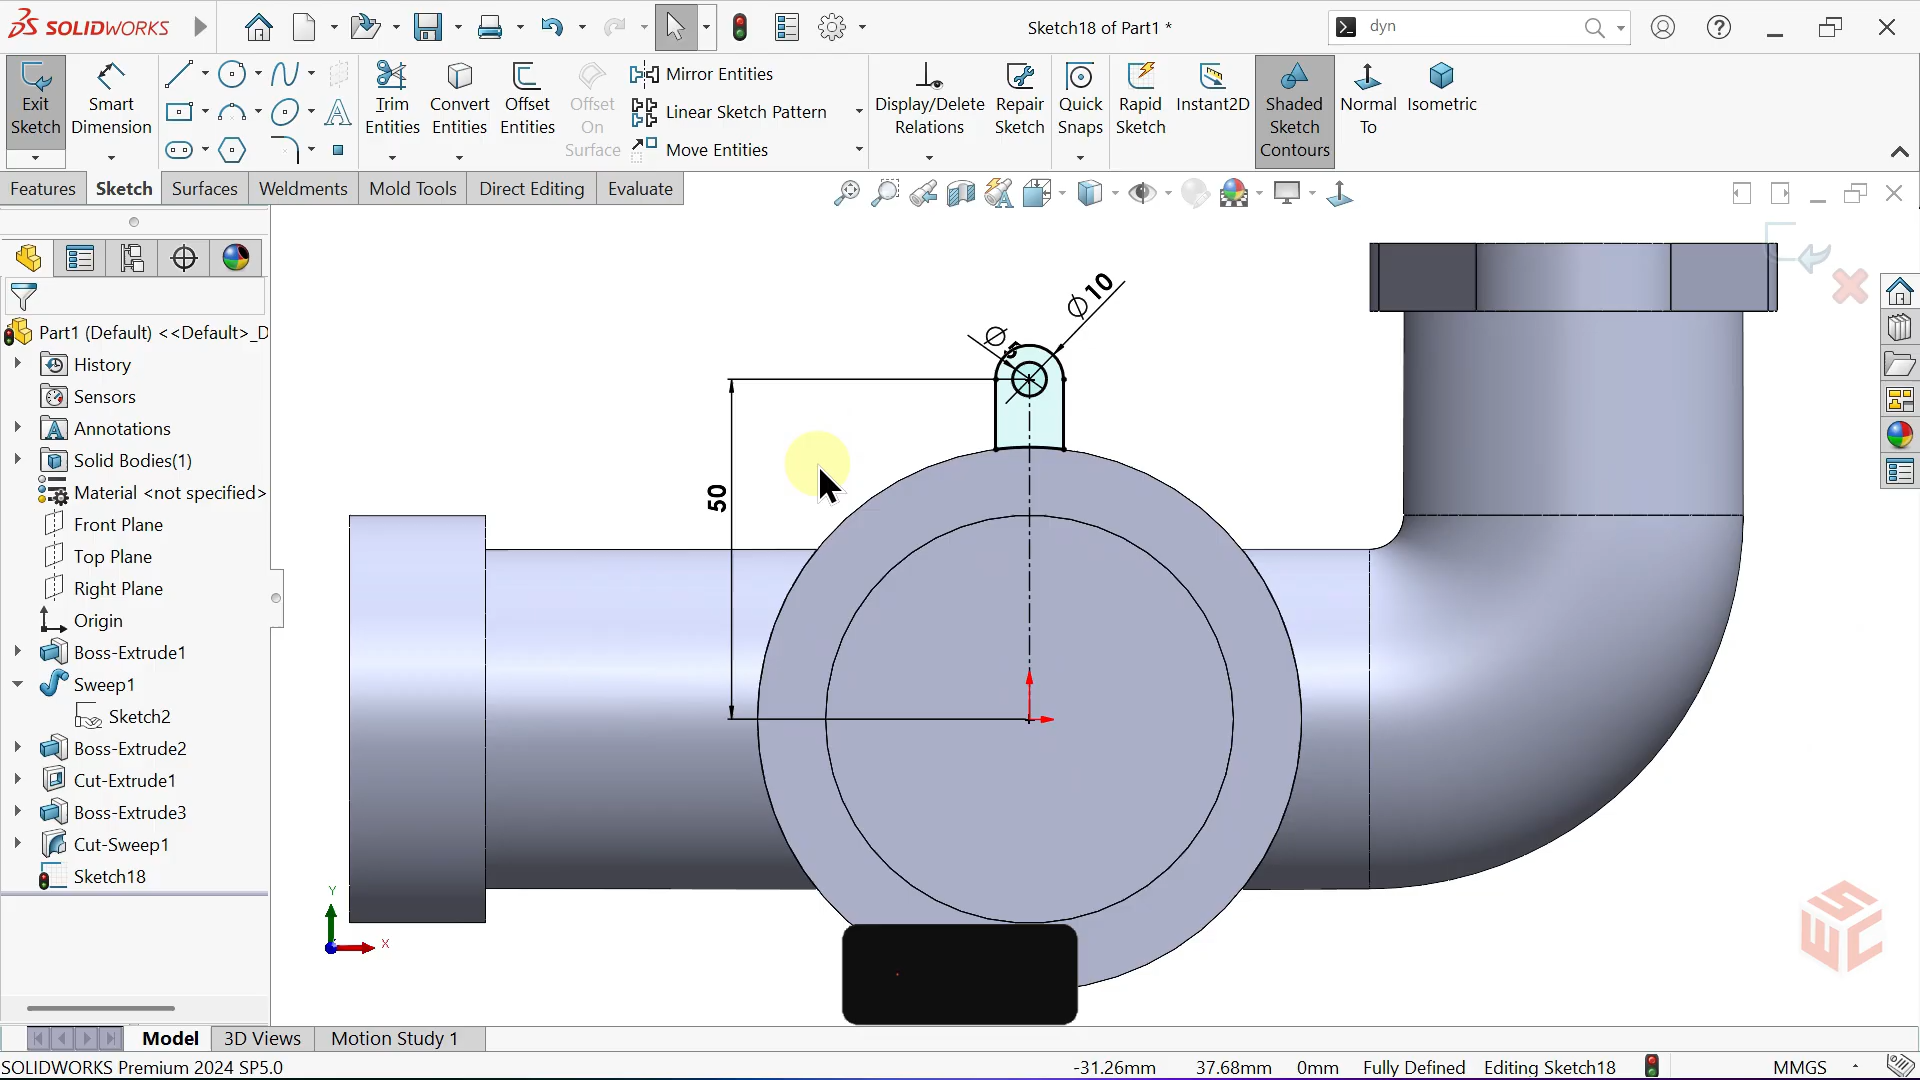 SOLIDWORKS
Sketch18 of Part1 *
dyn
Exit Sketch
Smart Dimension
Trim Entities
Convert Entities
Offset Entities
Offset On Surface
Mirror Entities
Linear Sketch Pattern
Move Entities
Display/Delete Relations
Repair Sketch
Quick Snaps
Rapid Sketch
Instant2D
Shaded Sketch Contours
Normal To
Isometric
Features
Sketch
Surfaces
Weldments
Mold Tools
Direct Editing
Evaluate
Part1 (Default) <<Default>_D
History
Sensors
Annotations
Solid Bodies(1)
Material <not specified>
Front Plane
Top Plane
Right Plane
Origin
Boss-Extrude1
Sweep1
Sketch2
Boss-Extrude2
Cut-Extrude1
Boss-Extrude3
Cut-Sweep1
Sketch18
∅10
∅5
50
Y
X
SWC
Model
3D Views
Motion Study 1
SOLIDWORKS Premium 2024 SP5.0
-31.26mm
37.68mm
0mm
Fully Defined
Editing Sketch18
MMGS